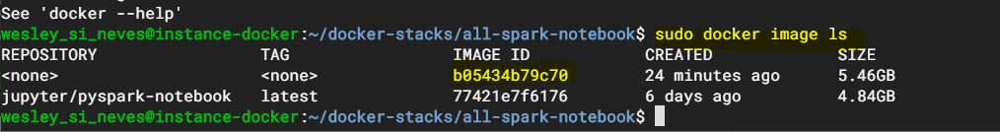 See 'docker --help'
wesley_si_neves@instance-docker:~/docker-stacks/all-spark-notebook$ sudo docker image ls
REPOSITORY TAG IMAGE ID CREATED SIZE
<none> <none> b05434b79c70 24 minutes ago 5.46GB
jupyter/pyspark-notebook latest 77421e7f6176 6 days ago 4.84GB
wesley_si_neves@instance-docker:~/docker-stacks/all-spark-notebook$